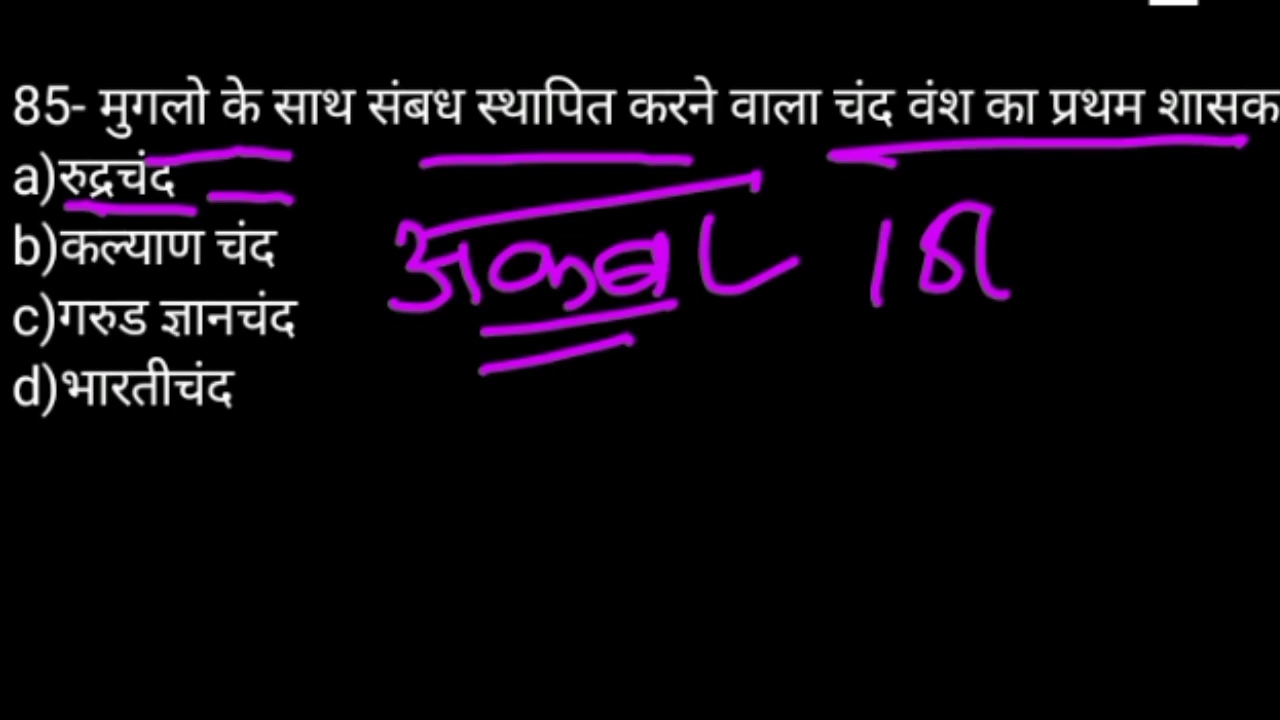 85- मुगलो के साथ संबध स्थापित करने वाला चंद वंश का प्रथम शासक
a)रुद्रचंद
b)कल्याण चंद
अकबर
c)गरुड ज्ञानचंद
d)भारतीचंद